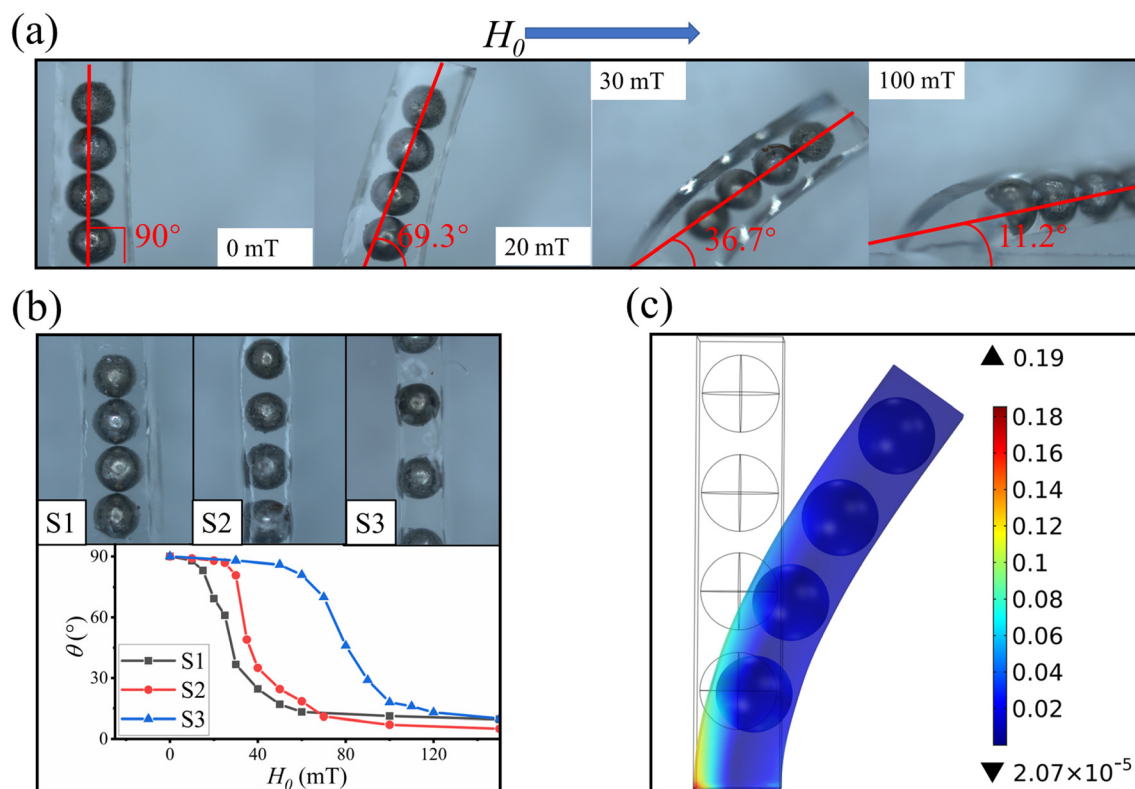 (a)
H₀
0 mT
90°
20 mT
69.3°
30 mT
36.7°
100 mT
11.2°
(b)
S1
S2
S3
90
60
30
0
θ (°)
S1
S2
S3
0
40
80
120
H₀ (mT)
(c)
▲ 0.19
0.18
0.16
0.14
0.12
0.1
0.08
0.06
0.04
0.02
▼ 2.07×10⁻⁵